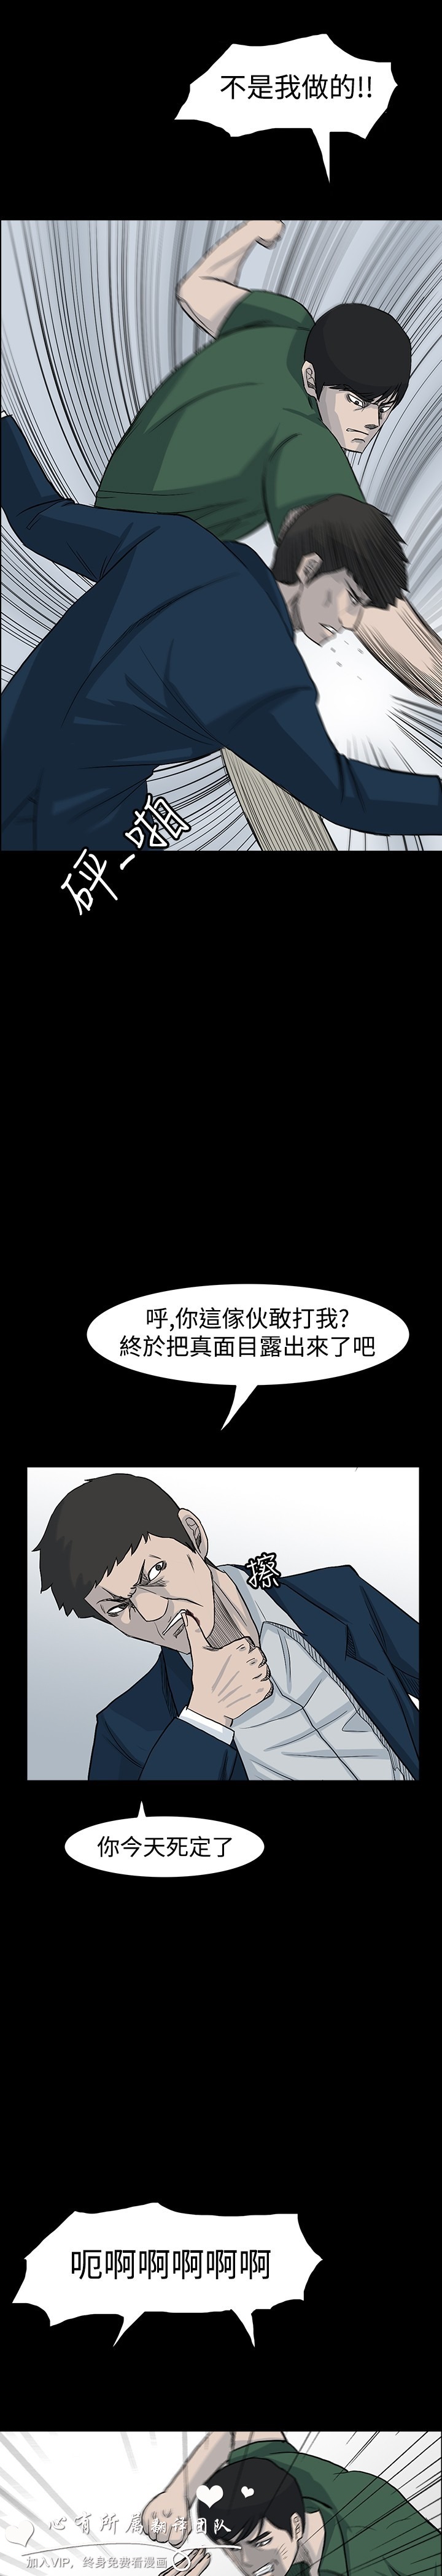 不是我做的!!
砰-啪
呼,你這傢伙敢打我?
終於把真面目露出來了吧
擦
你今天死定了
呃啊啊啊啊啊
心有所属翻译团队
加入VIP，终身免费看漫画